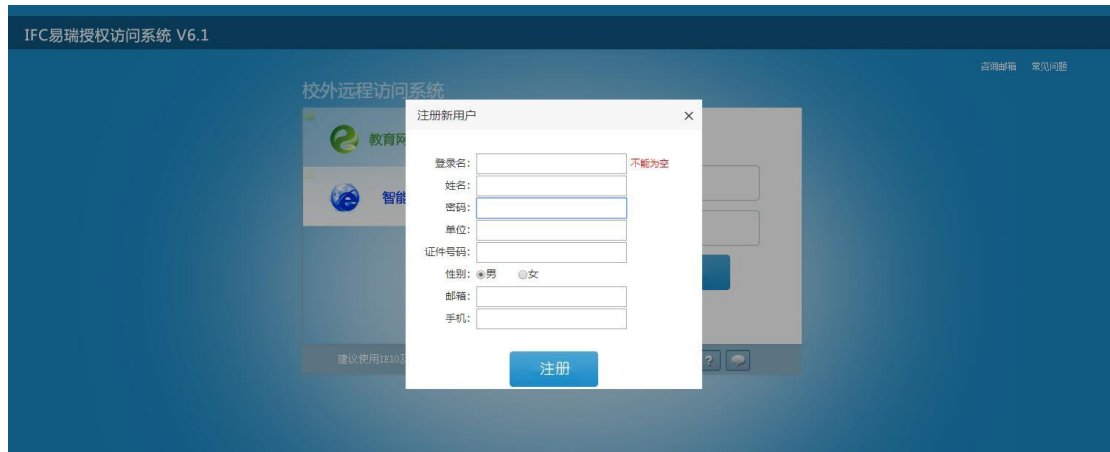 IFC易瑞授权访问系统 V6.1
咨询邮箱 常见问题
校外远程访问系统
注册新用户 ×
教育网
智能
登录名: 不能为空
姓名:
密码:
单位:
证件号码:
性别: 男 女
邮箱:
手机:
注册
建议使用IE10及
?